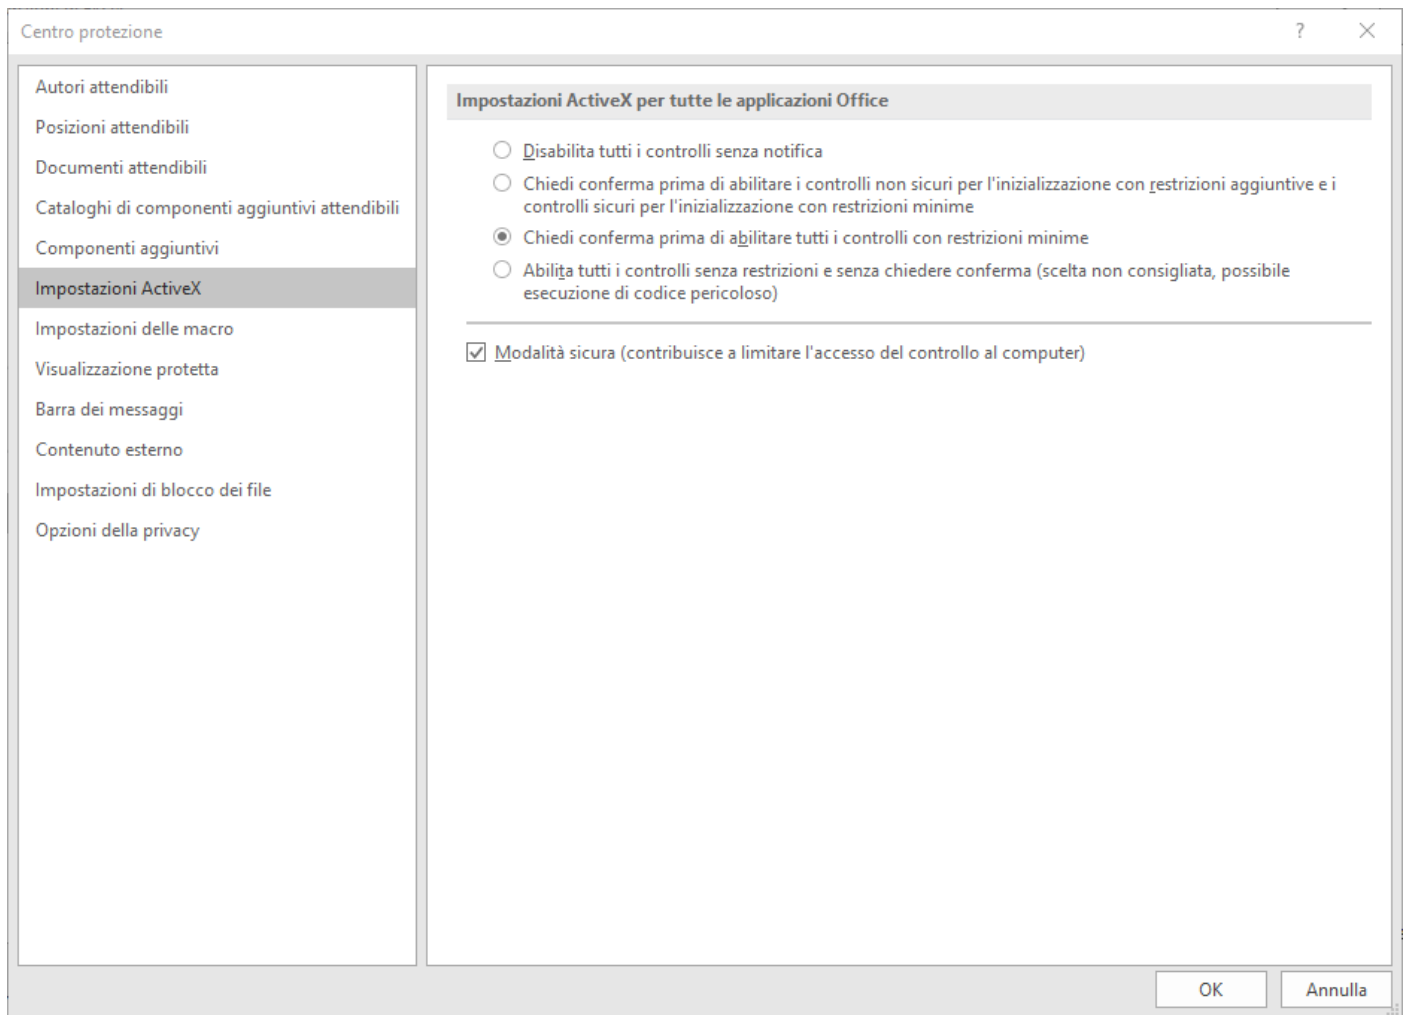 Centro protezione
?
Autori attendibili
Posizioni attendibili
Documenti attendibili
Cataloghi di componenti aggiuntivi attendibili
Componenti aggiuntivi
Impostazioni ActiveX
Impostazioni delle macro
Visualizzazione protetta
Barra dei messaggi
Contenuto esterno
Impostazioni di blocco dei file
Opzioni della privacy
Impostazioni ActiveX per tutte le applicazioni Office
Disabilita tutti i controlli senza notifica
Chiedi conferma prima di abilitare i controlli non sicuri per l'inizializzazione con restrizioni aggiuntive e i
controlli sicuri per l'inizializzazione con restrizioni minime
Chiedi conferma prima di abilitare tutti i controlli con restrizioni minime
Abilita tutti i controlli senza restrizioni e senza chiedere conferma (scelta non consigliata, possibile
esecuzione di codice pericoloso)
Modalità sicura (contribuisce a limitare l'accesso del controllo al computer)
OK
Annulla